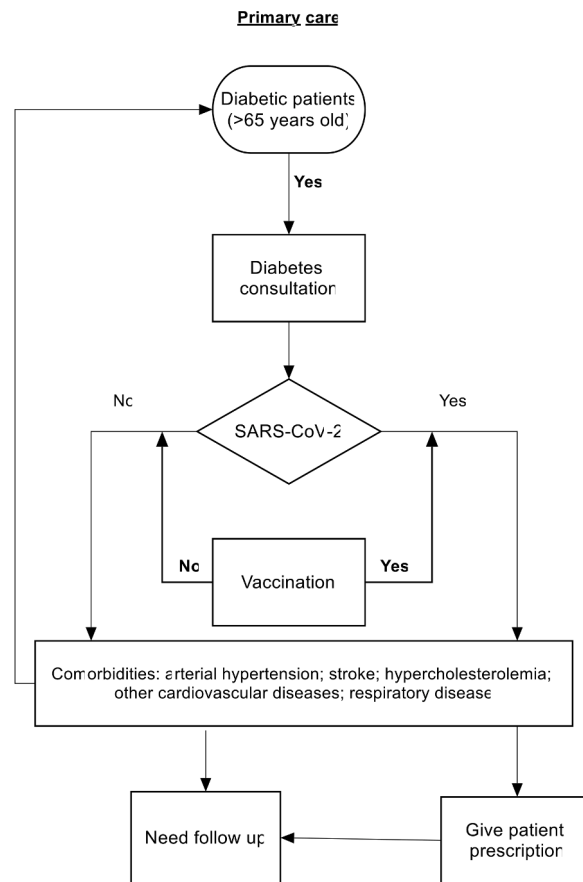 Primary care
Diabetic patients
(>65 years old)
Yes
Diabetes
consultation
No
Yes
SARS-CoV-2
No
Vaccination
Yes
Comorbidities: arterial hypertension; stroke; hypercholesterolemia;
other cardiovascular diseases; respiratory disease
Need follow up
Give patient
prescription